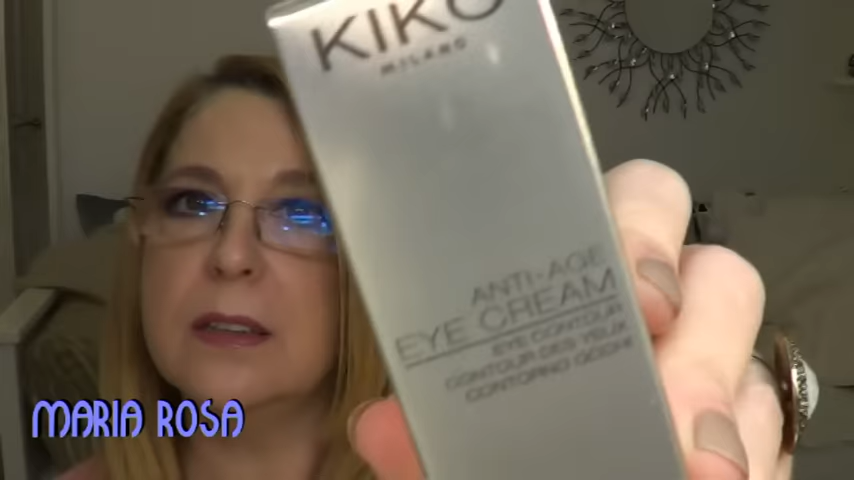 KIKO
MILANO
ANTI-AGE
EYE CREAM
EYE CONTOUR
CONTOUR DES YEUX
CONTORNO OCCHI
MARIA ROSA